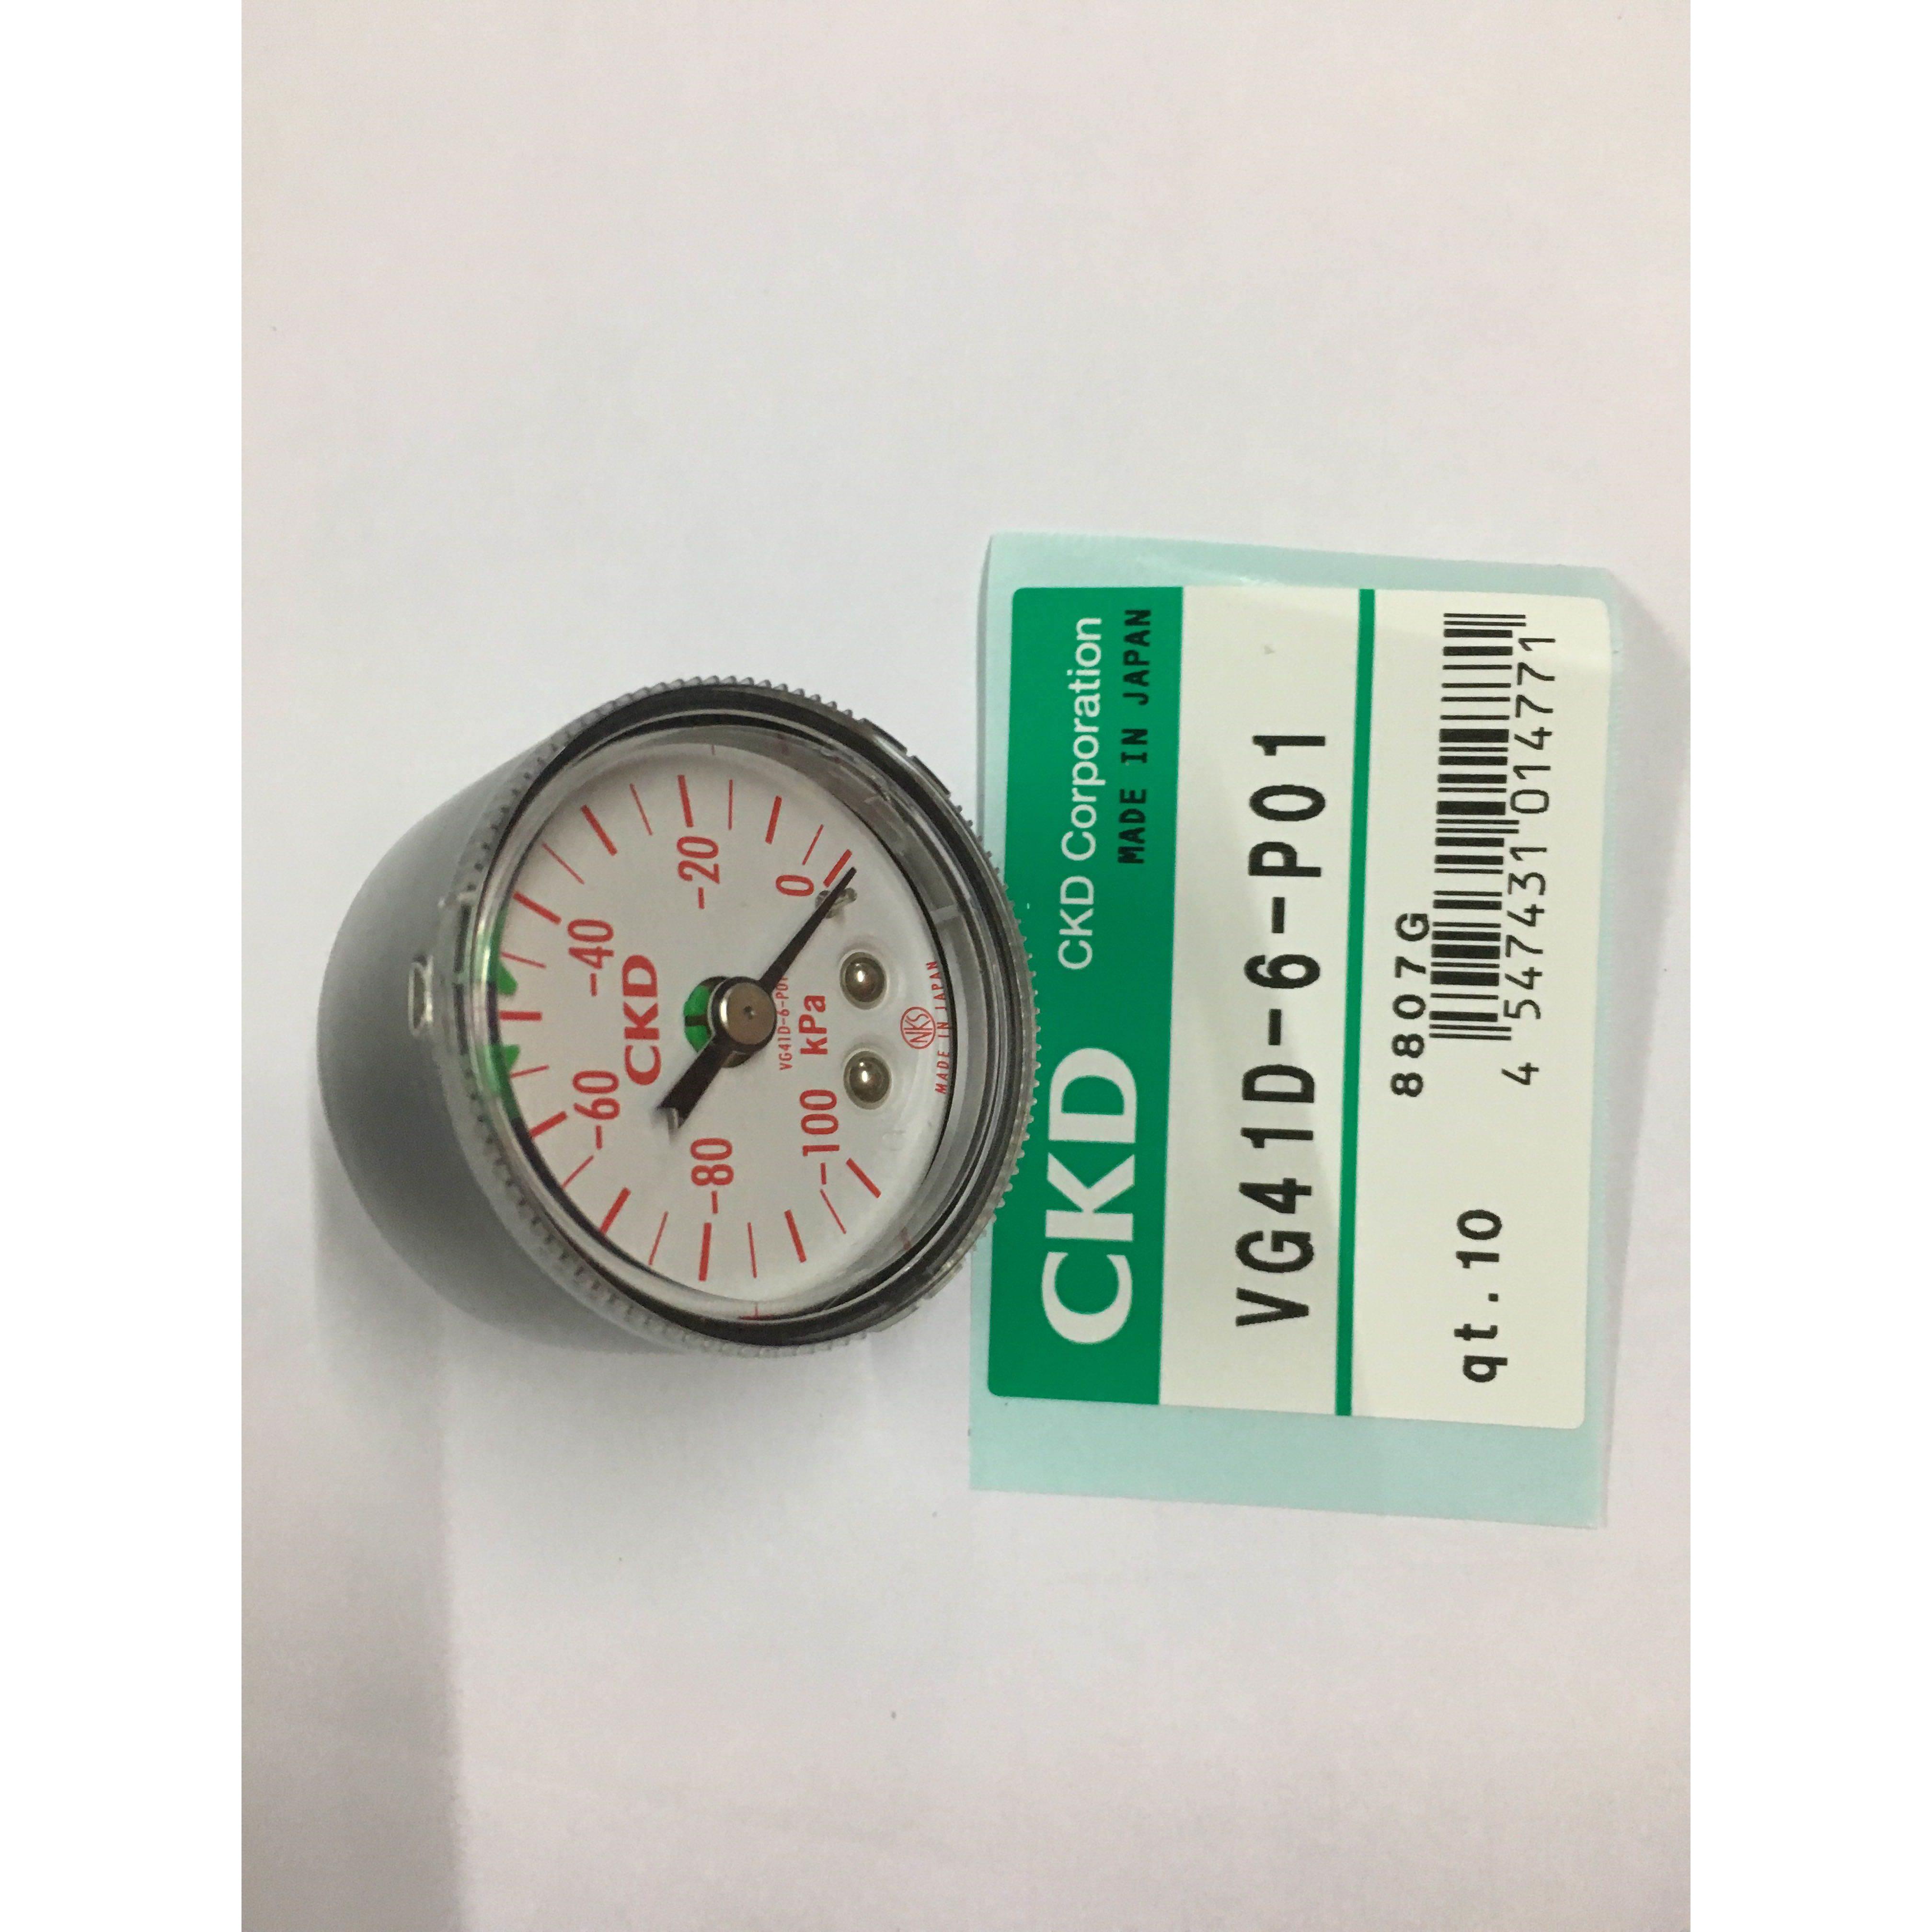 -40
-60
CKD
-20
-80
VG41D-6-P01
0
-100
kPa
NKS
MADE IN JAPAN
CKD
CKD Corporation
MADE IN JAPAN
VG41D-6-P01
8807G
qt.10
4 547431 014771